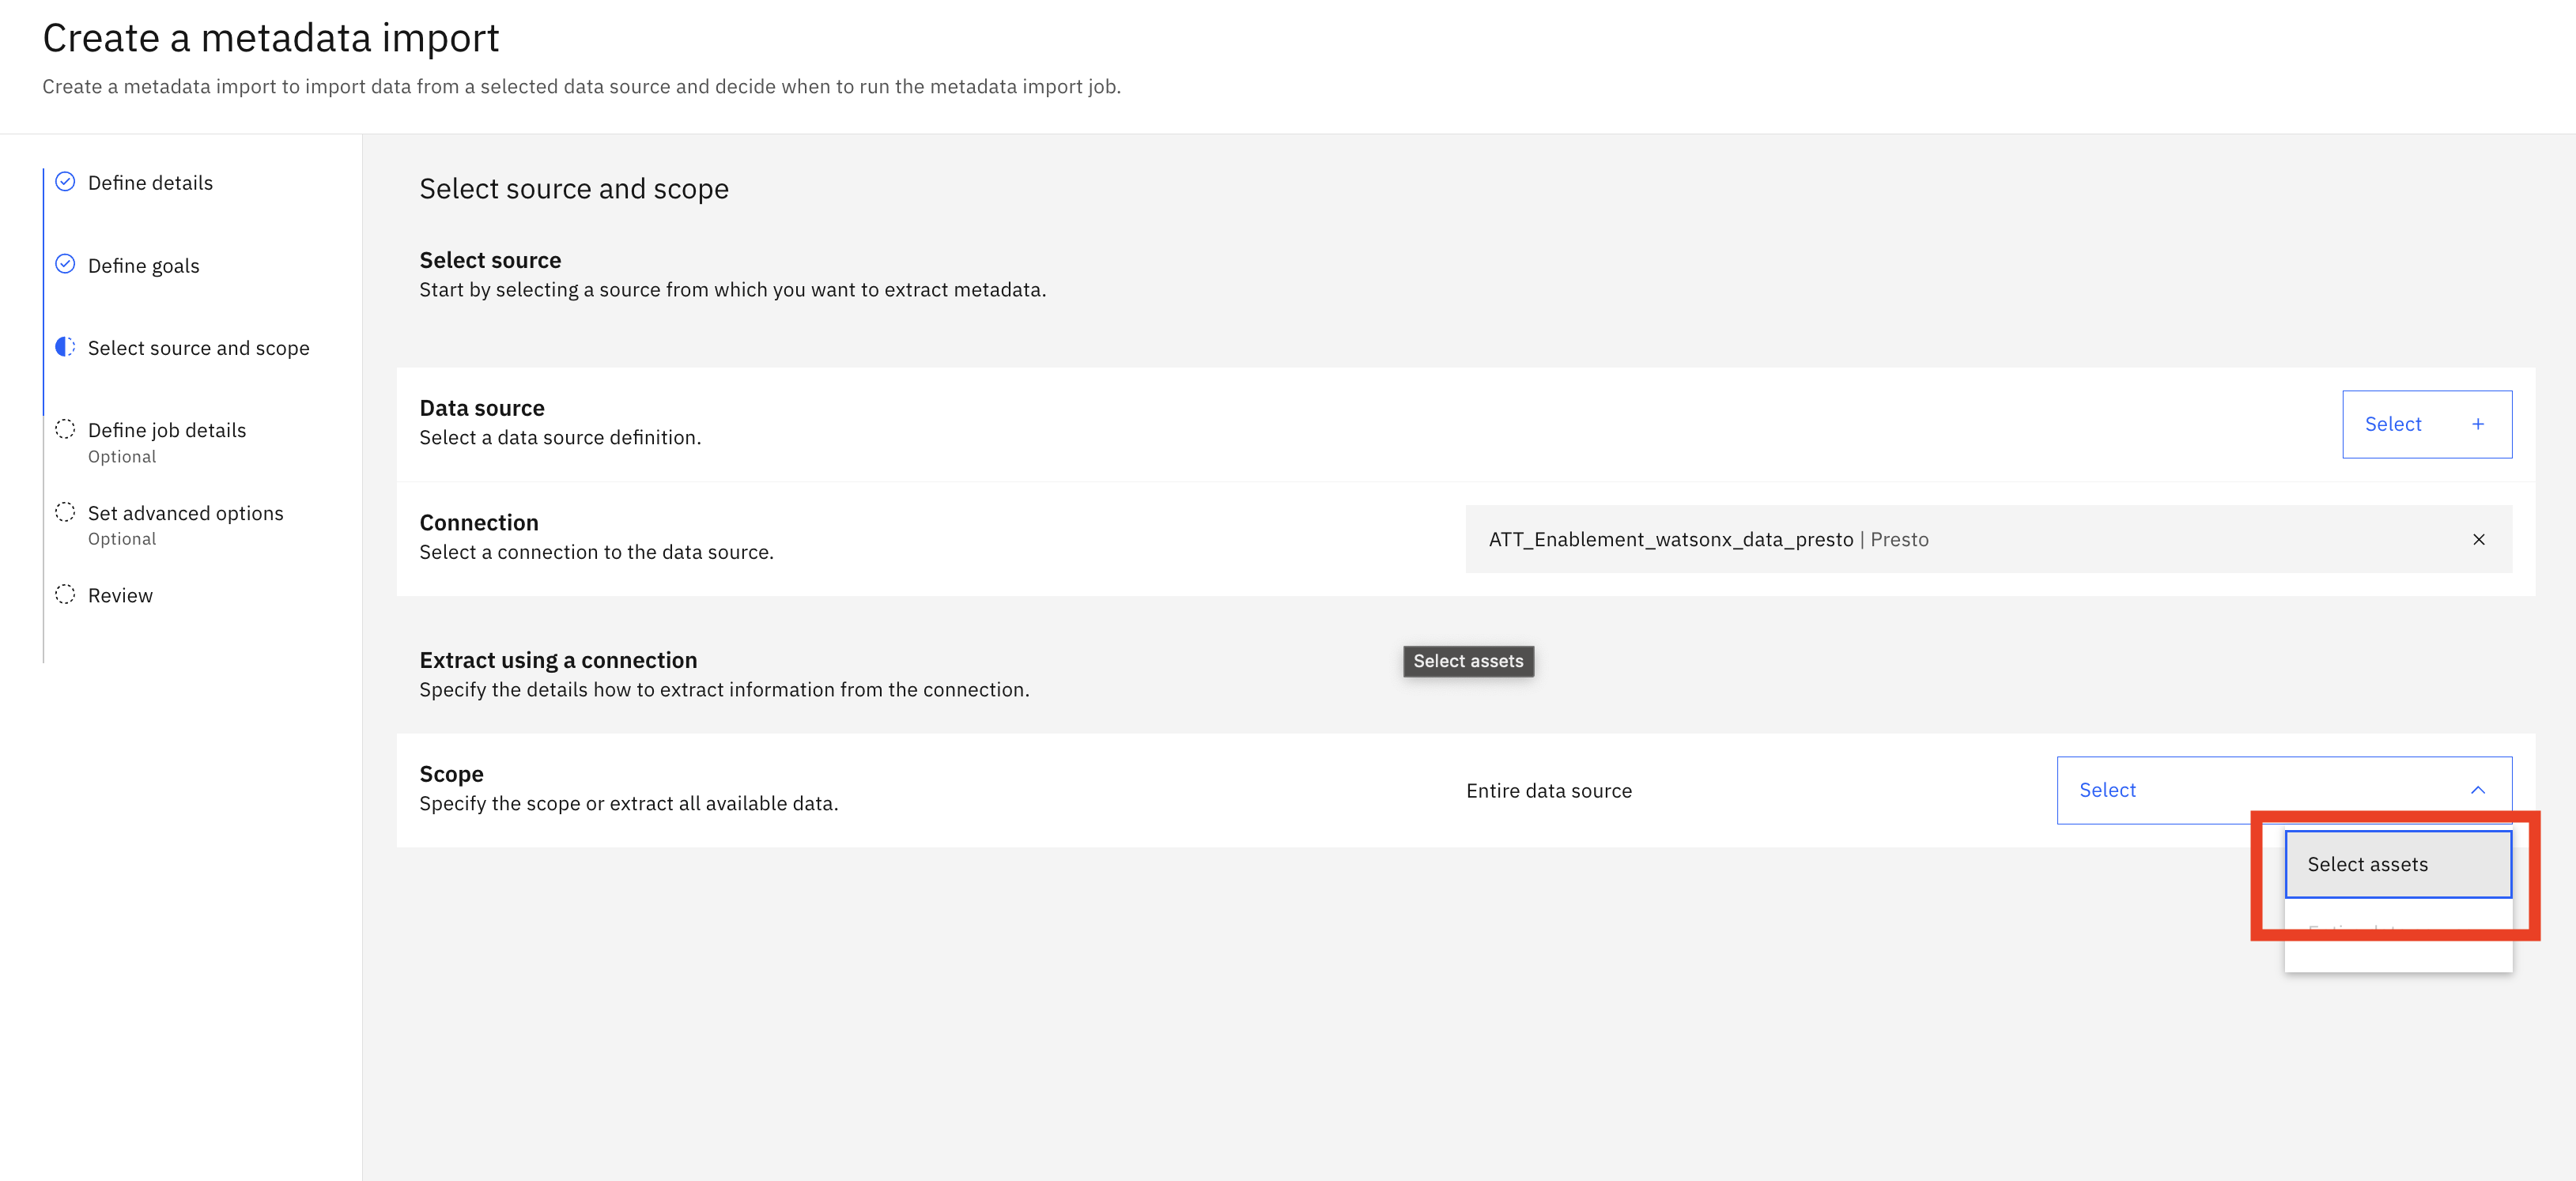 Create a metadata import
Create a metadata import to import data from a selected data source and decide when to run the metadata import job.
Define details
Define goals
Select source and scope
Define job details
Optional
Set advanced options
Optional
Review
Select source and scope
Select source
Start by selecting a source from which you want to extract metadata.
Data source
Select a data source definition.
Select +
Connection
Select a connection to the data source.
ATT_Enablement_watsonx_data_presto | Presto
Extract using a connection
Specify the details how to extract information from the connection.
Select assets
Scope
Specify the scope or extract all available data.
Entire data source
Select
Select assets